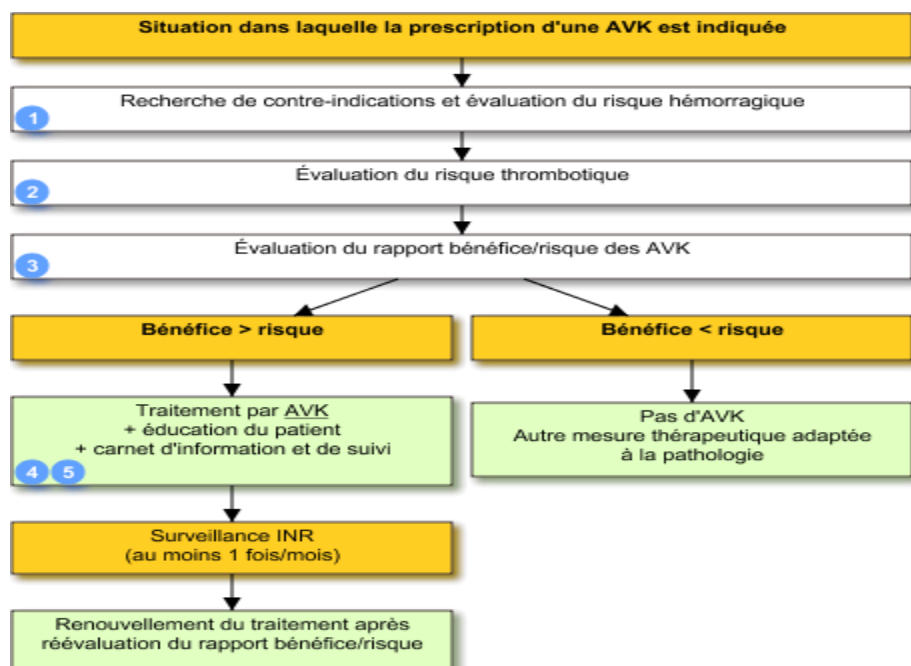 Situation dans laquelle la prescription d'une AVK est indiquée
Recherche de contre-indications et évaluation du risque hémorragique
1
Évaluation du risque thrombotique
2
Évaluation du rapport bénéfice/risque des AVK
3
Bénéfice > risque
Bénéfice < risque
Traitement par AVK
+ éducation du patient
+ carnet d'information et de suivi
4 5
Pas d'AVK
Autre mesure thérapeutique adaptée
à la pathologie
Surveillance INR
(au moins 1 fois/mois)
Renouvellement du traitement après
réévaluation du rapport bénéfice/risque